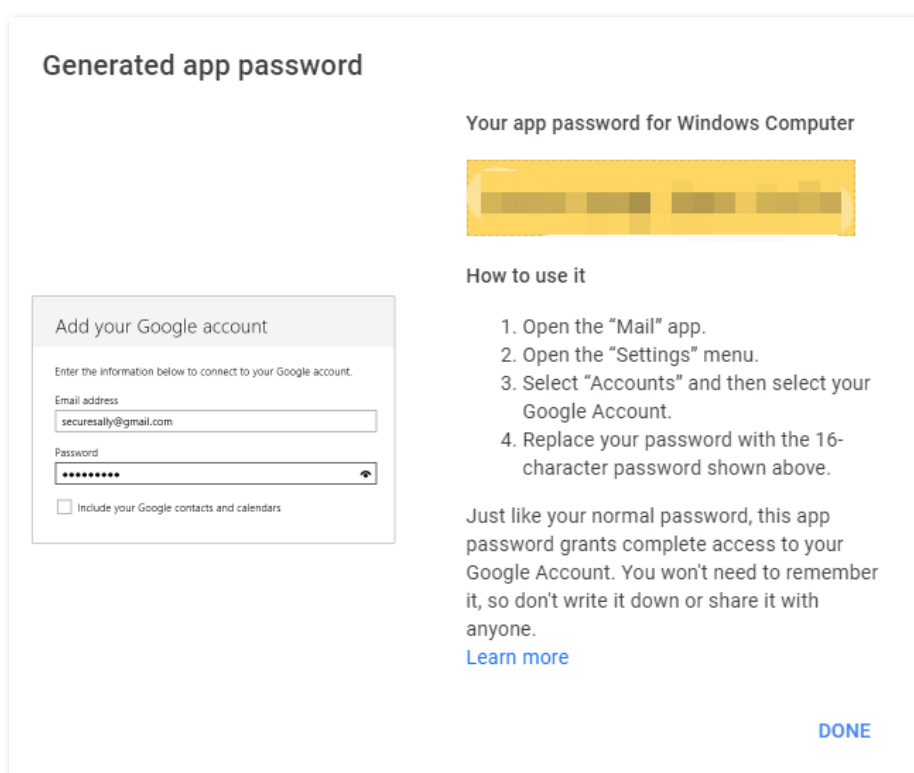 Generated app password
Your app password for Windows Computer
How to use it
1. Open the “Mail” app.
2. Open the “Settings” menu.
3. Select “Accounts” and then select your
Google Account.
4. Replace your password with the 16-
character password shown above.
Just like your normal password, this app
password grants complete access to your
Google Account. You won't need to remember
it, so don't write it down or share it with
anyone.
Learn more
DONE
Add your Google account
Enter the information below to connect to your Google account.
Email address
securesally@gmail.com
Password
•••••••••
Include your Google contacts and calendars